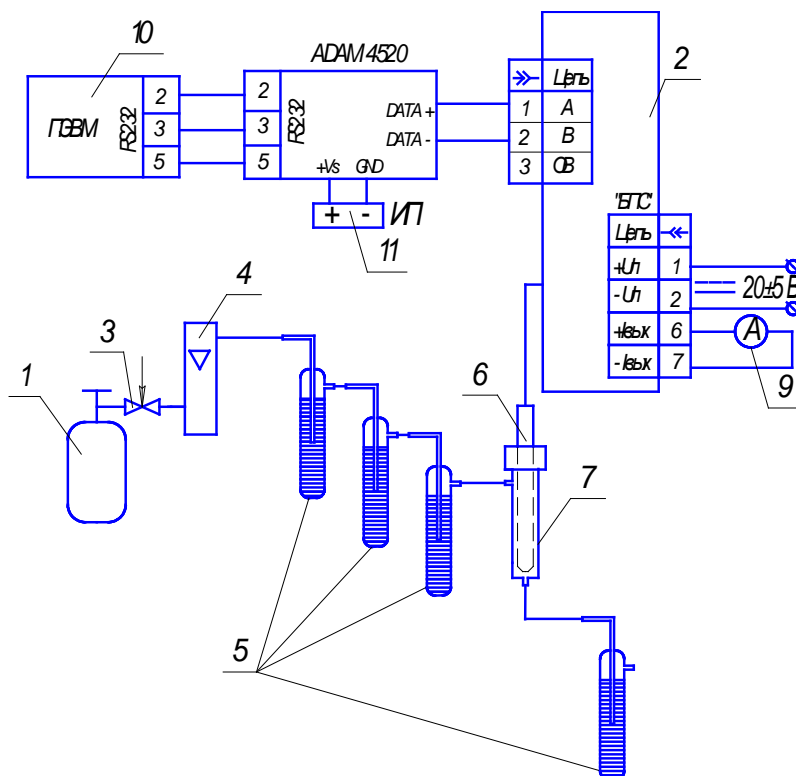 10
ADAM 4520
ПЭВМ
RS232
2
3
5
2
3
5
RS232
DATA +
DATA -
+Vs
GND
+ -
ИП
11
Цепь
1 A
2 B
3 ОВ
2
"БПС"
Цепь
+Uп 1
-Uп 2
+Iвых 6
-Iвых 7
20±5 В
A
9
1
3
4
6
7
5